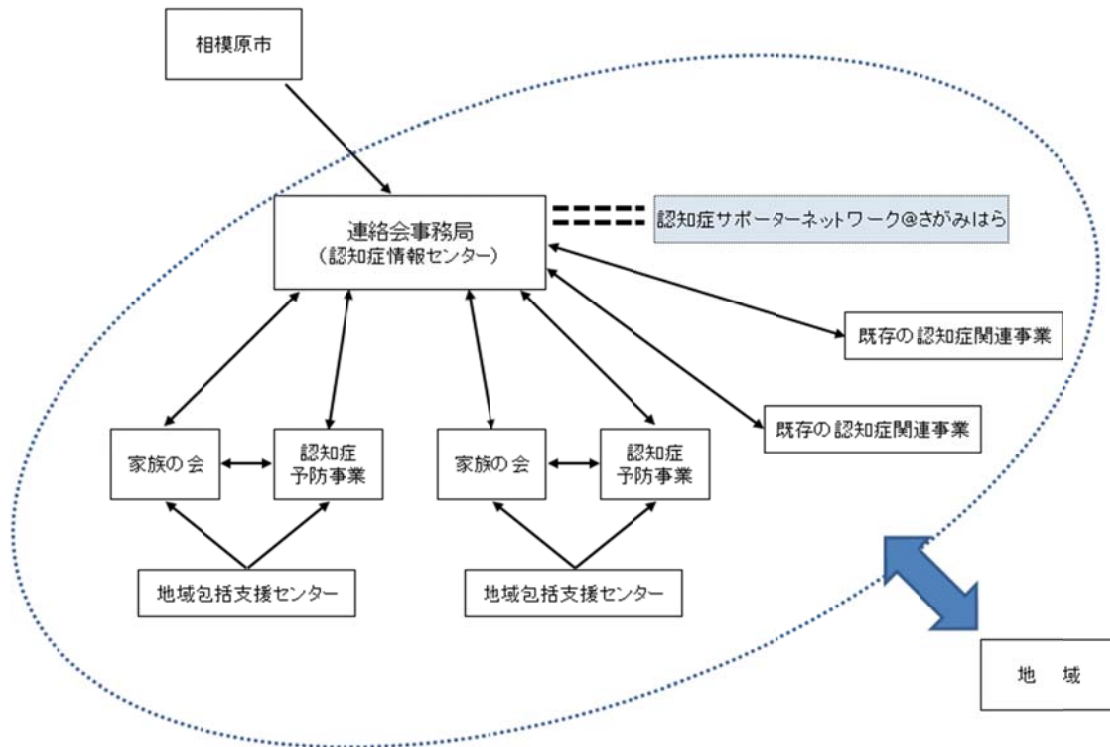 相模原市
連絡会事務局
（認知症情報センター）
認知症サポーターネットワーク@さがみはら
既存の認知症関連事業
既存の認知症関連事業
家族の会
認知症
予防事業
家族の会
認知症
予防事業
地域包括支援センター
地域包括支援センター
地　域